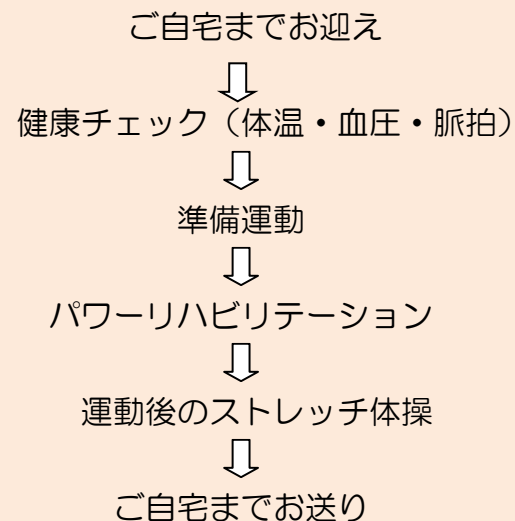 ご自宅までお迎え
健康チェック（体温・血圧・脈拍）
準備運動
パワーリハビリテーション
運動後のストレッチ体操
ご自宅までお送り